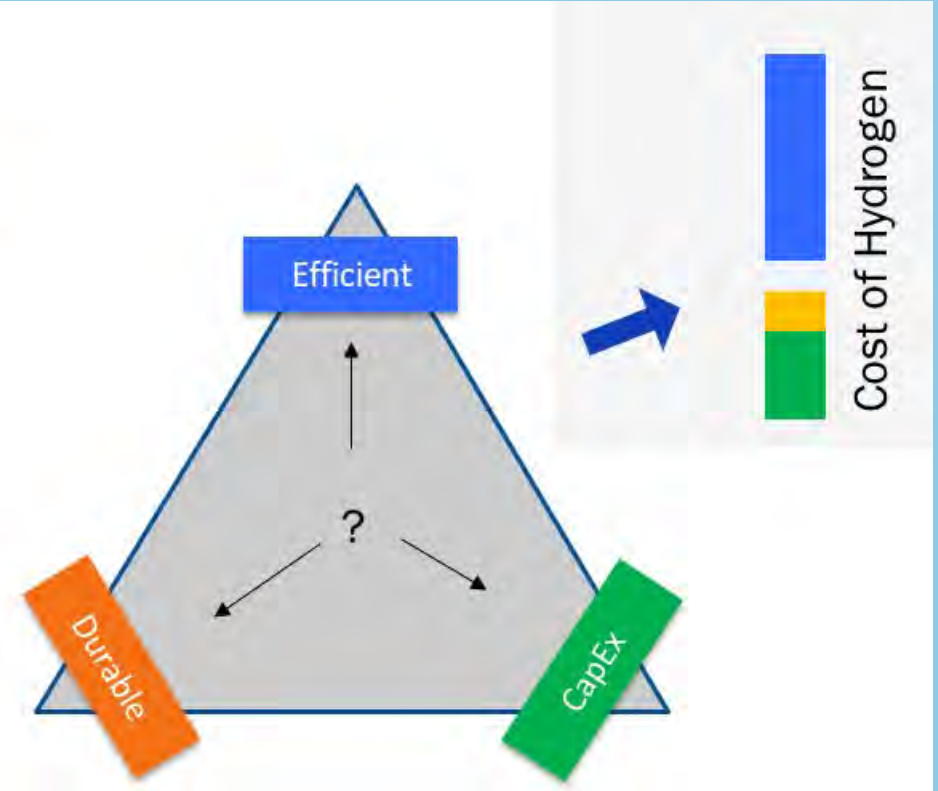 Efficient
?
Durable
CapEx
Cost of Hydrogen